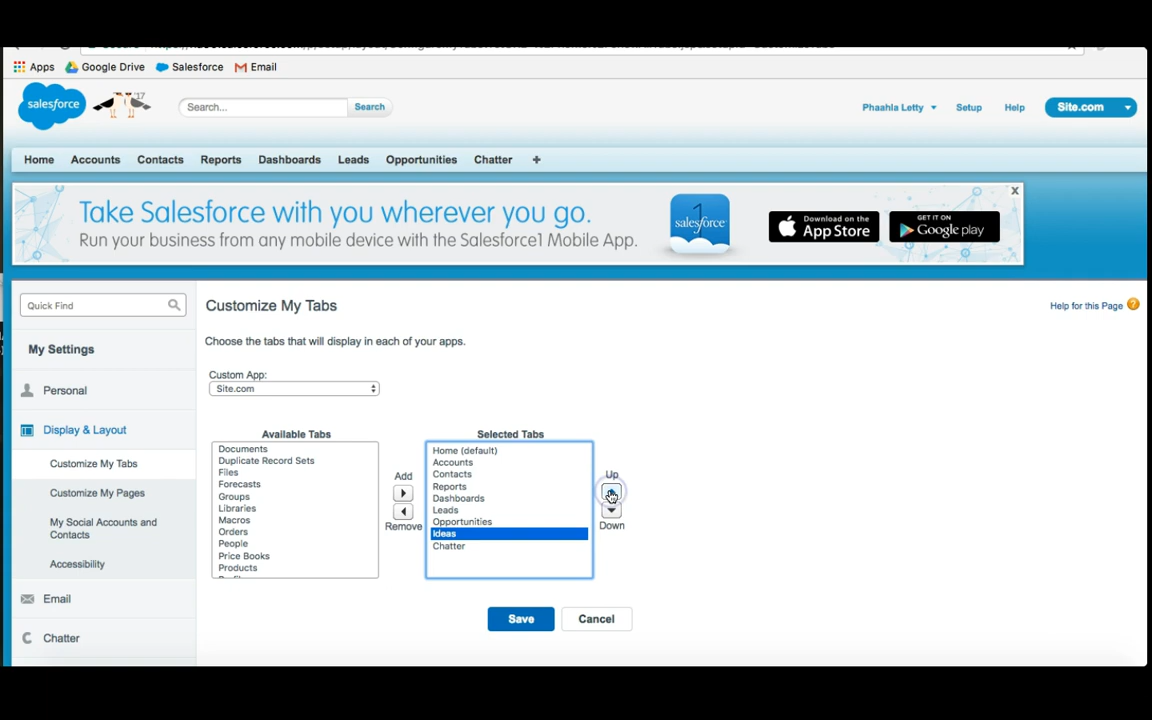 Apps Google Drive Salesforce Email
salesforce '17 Search... Search Phaahla Letty Setup Help Site.com
Home Accounts Contacts Reports Dashboards Leads Opportunities Chatter +
Take Salesforce with you wherever you go.
Run your business from any mobile device with the Salesforce1 Mobile App.
1
salesforce
Download on the
App Store
GET IT ON
Google play
X
Quick Find
My Settings
Personal
Display & Layout
Customize My Tabs
Customize My Pages
My Social Accounts and
Contacts
Accessibility
Email
Chatter
Customize My Tabs
Help for this Page ?
Choose the tabs that will display in each of your apps.
Custom App:
Site.com
Available Tabs
Documents
Duplicate Record Sets
Files
Forecasts
Groups
Libraries
Macros
Orders
People
Price Books
Products
Add
Remove
Selected Tabs
Home (default)
Accounts
Contacts
Reports
Dashboards
Leads
Opportunities
Ideas
Chatter
Up
Down
Save Cancel